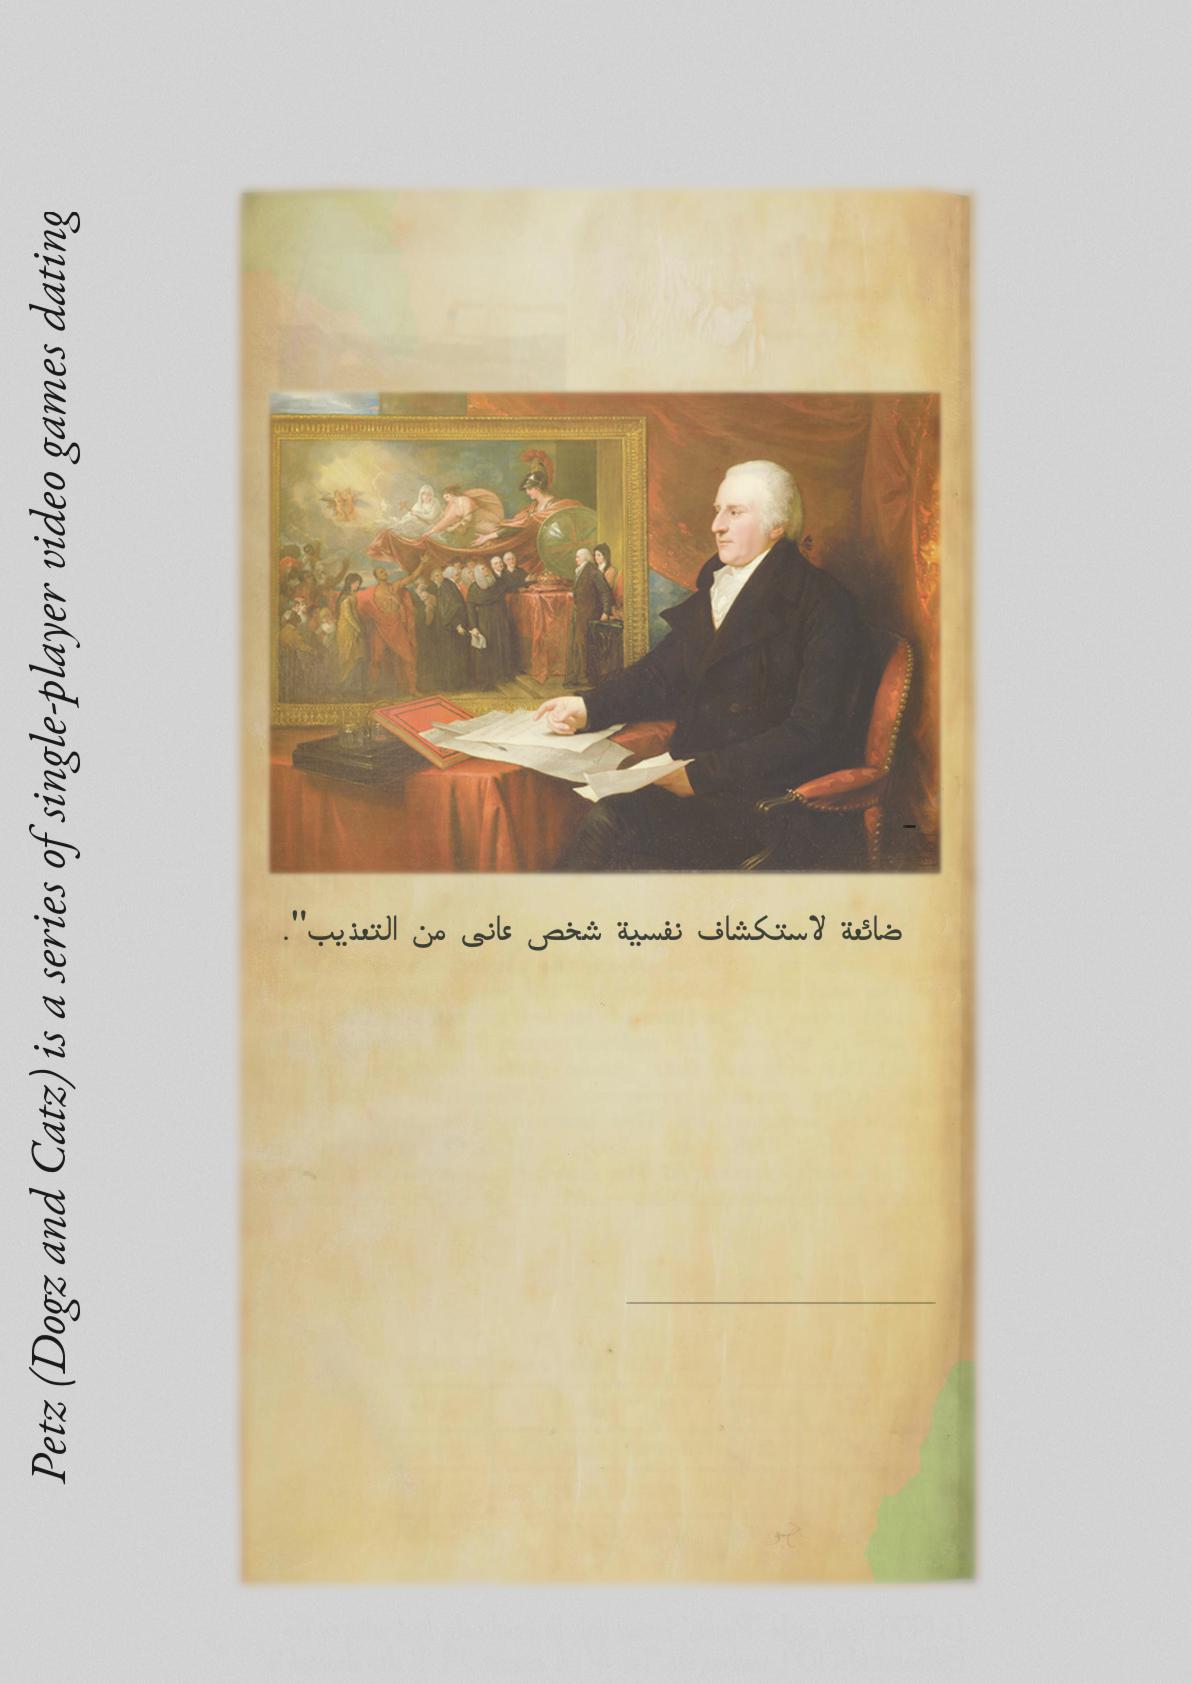 Petz (Dogz and Catz) is a series of single-player video games dating
ضائعة لاستكشاف نفسية شخص عانى من التعذيب".